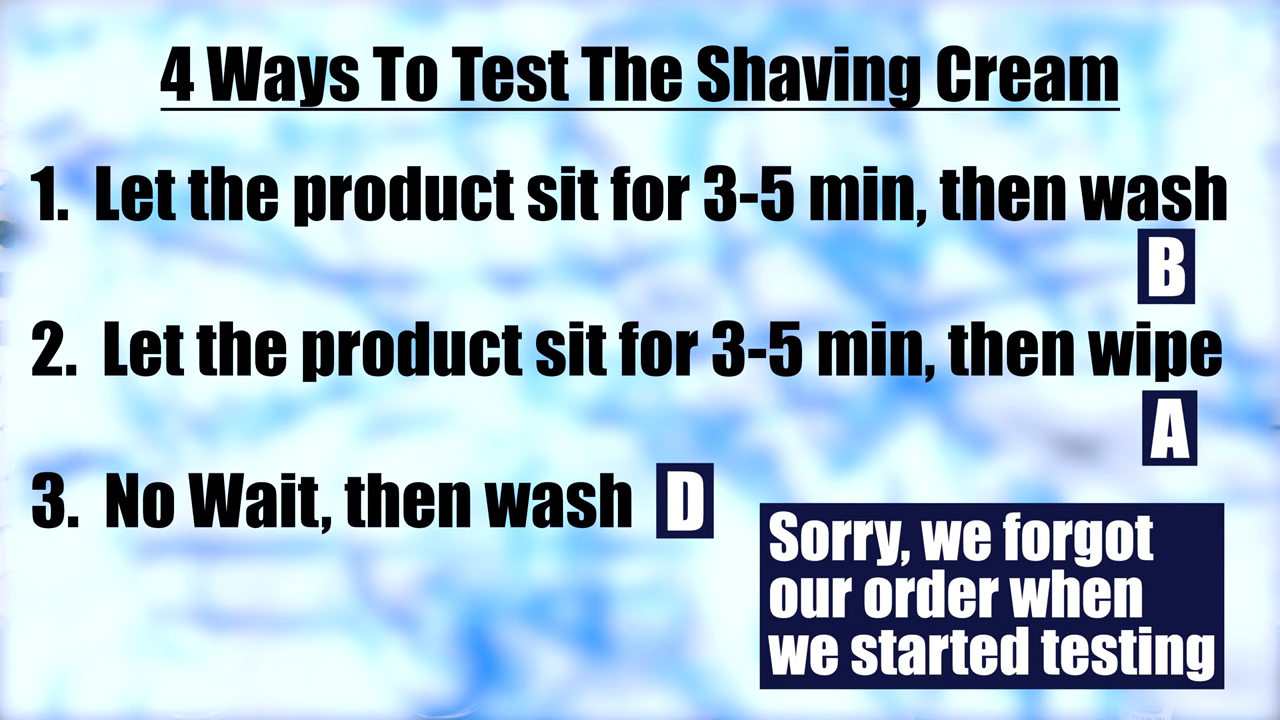 4 Ways To Test The Shaving Cream
1. Let the product sit for 3-5 min, then wash
B
2. Let the product sit for 3-5 min, then wipe
A
3. No Wait, then wash D
Sorry, we forgot
our order when
we started testing